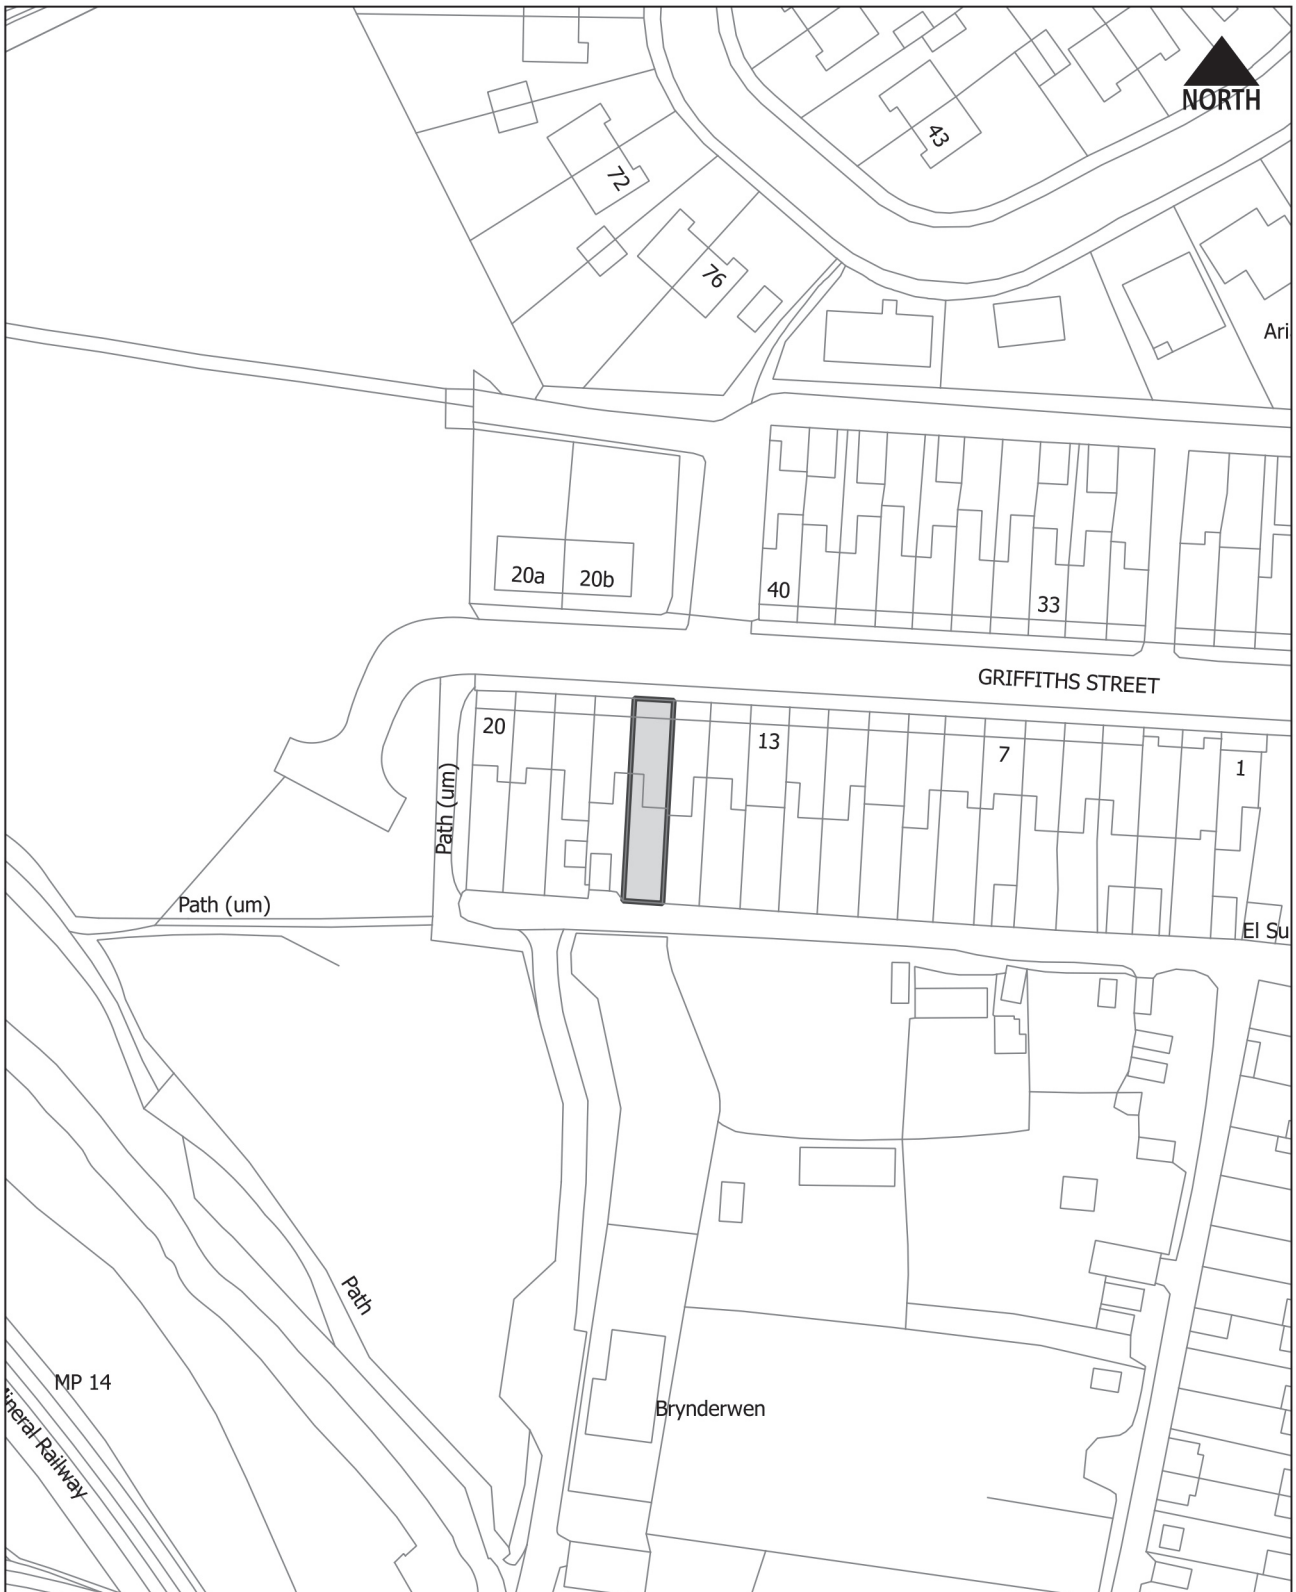 NORTH
43
72
76
Ari
20a
20b
40
33
GRIFFITHS STREET
20
13
7
1
Path (um)
Path (um)
El Su
Path
MP 14
Mineral Railway
Brynderwen